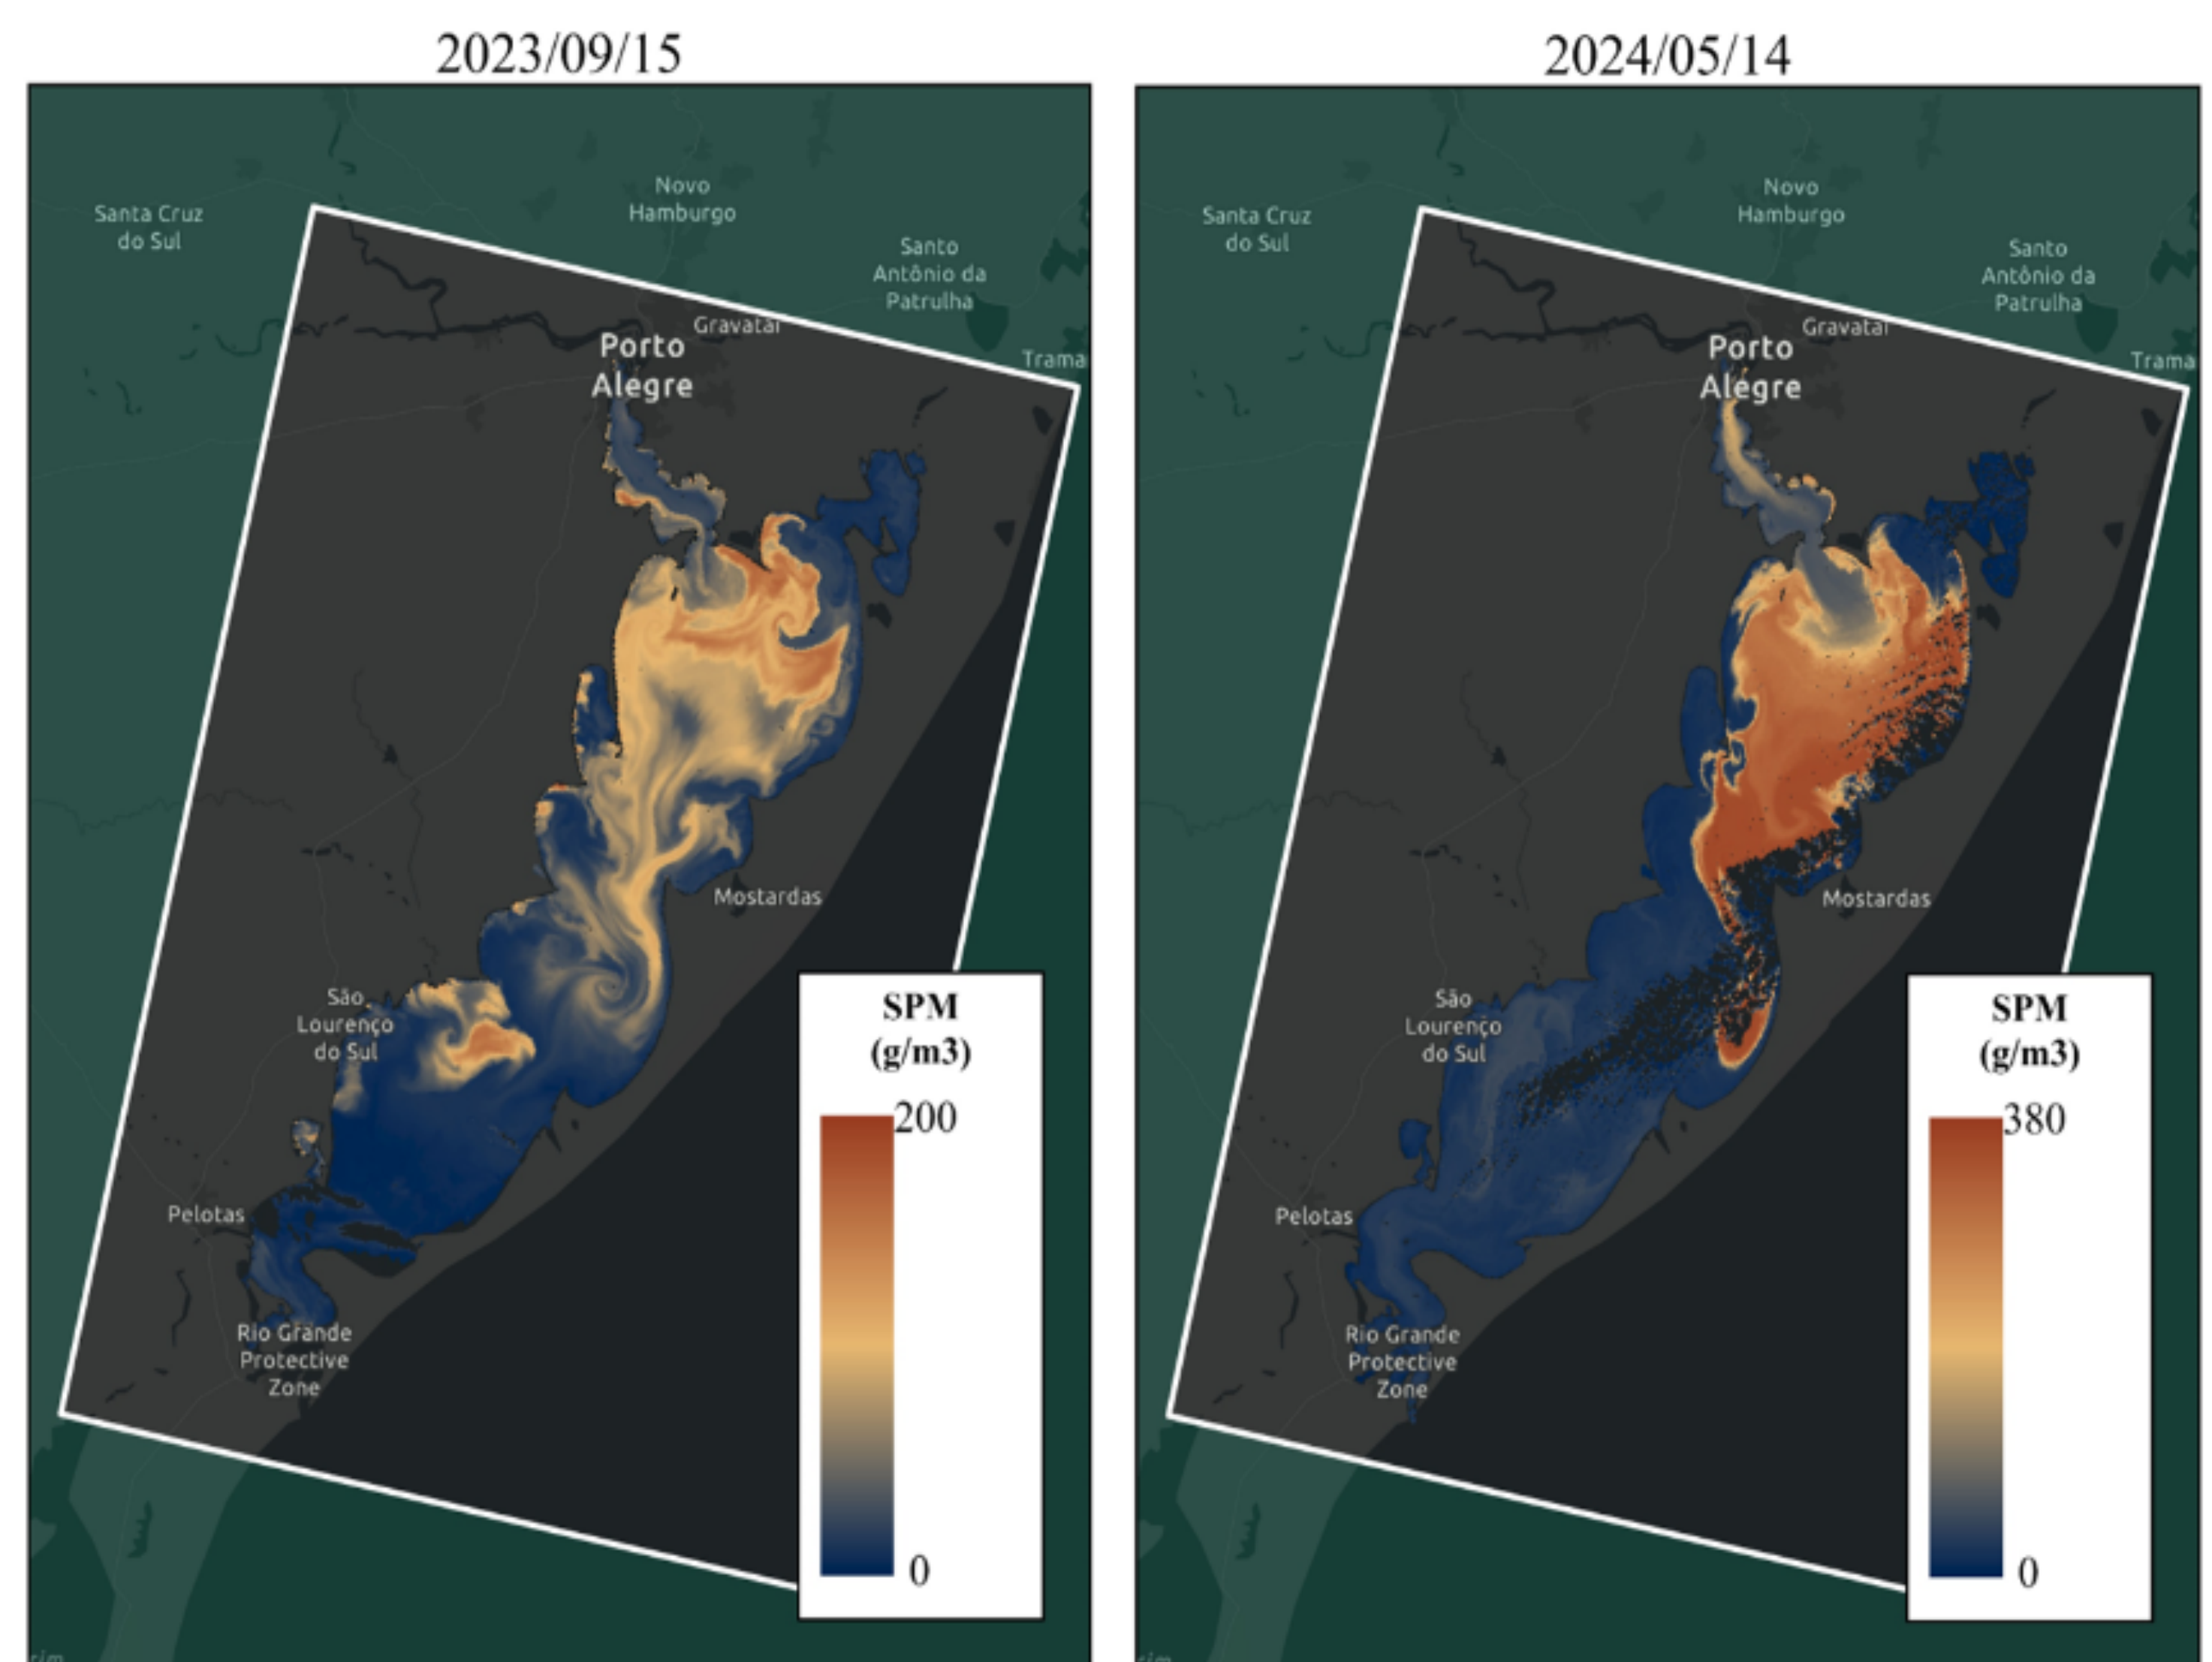 2023/09/15
Novo
Hamburgo
Santa Cruz
do Sul
Santo
Antônio da
Patrulha
Gravataí
Porto
Alegre
Trama
Mostardas
São
Lourenço
do Sul
Pelotas
Rio Grande
Protective
Zone
SPM
(g/m3)
200
0
2024/05/14
Novo
Hamburgo
Santa Cruz
do Sul
Santo
Antônio da
Patrulha
Gravataí
Porto
Alegre
Trama
Mostardas
São
Lourenço
do Sul
Pelotas
Rio Grande
Protective
Zone
SPM
(g/m3)
380
0